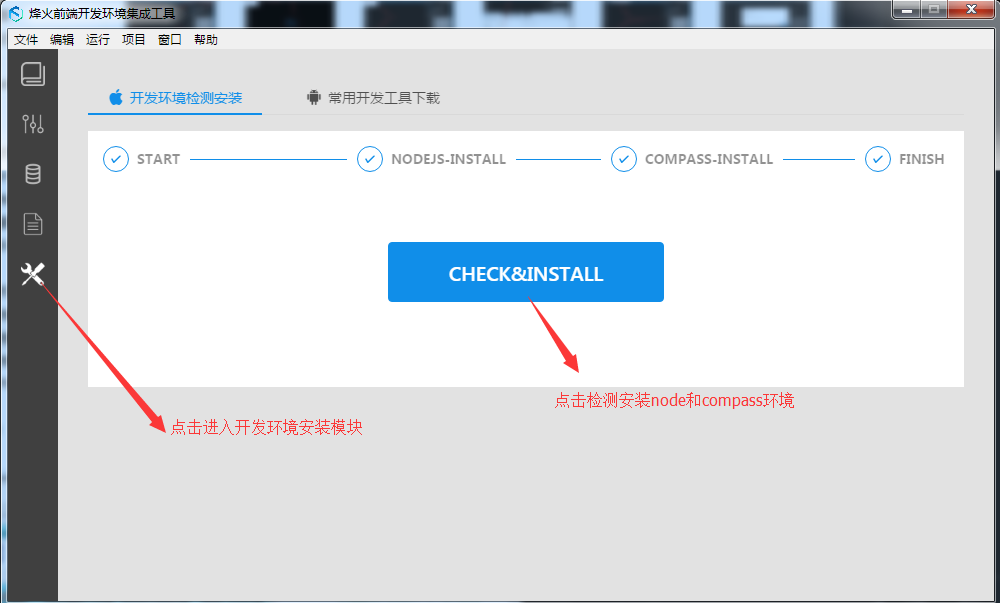 烽火前端开发环境集成工具
文件 编辑 运行 项目 窗口 帮助
开发环境检测安装 常用开发工具下载
START NODEJS-INSTALL COMPASS-INSTALL FINISH
CHECK&INSTALL
点击检测安装node和compass环境
点击进入开发环境安装模块